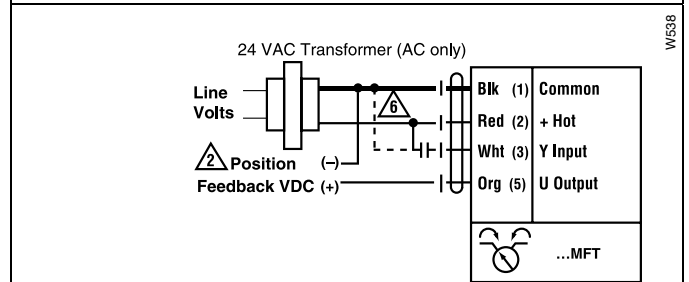 W538
24 VAC Transformer (AC only)
Line
Volts
6
Blk (1) Common
Red (2) + Hot
Wht (3) Y Input
2 Position (–)
Feedback VDC (+)
Org (5) U Output
...MFT